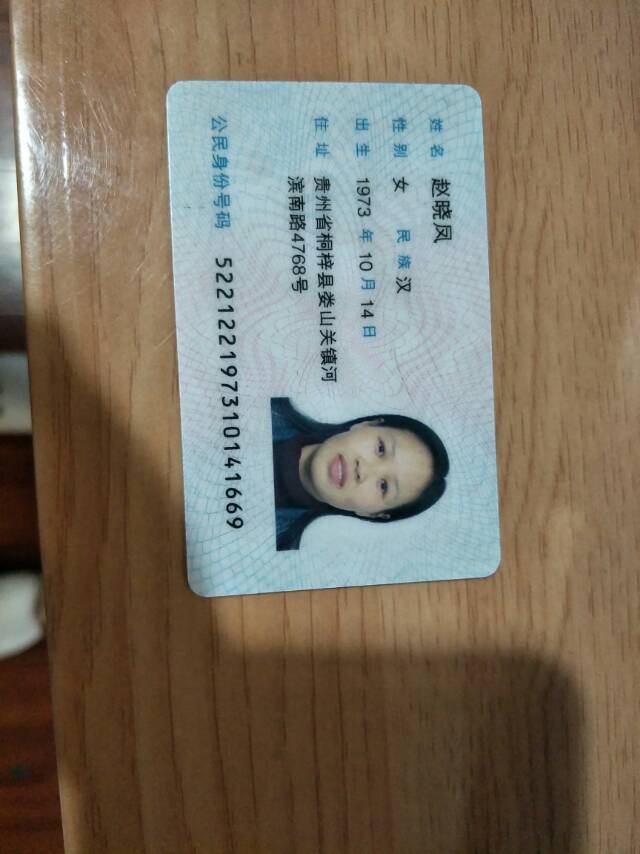 姓名 赵晓凤
性别 女 民族 汉
出生 1973 年 10 月 14 日
住址 贵州省桐梓县娄山关镇河
滨南路4768号
公民身份号码 522122197310141669